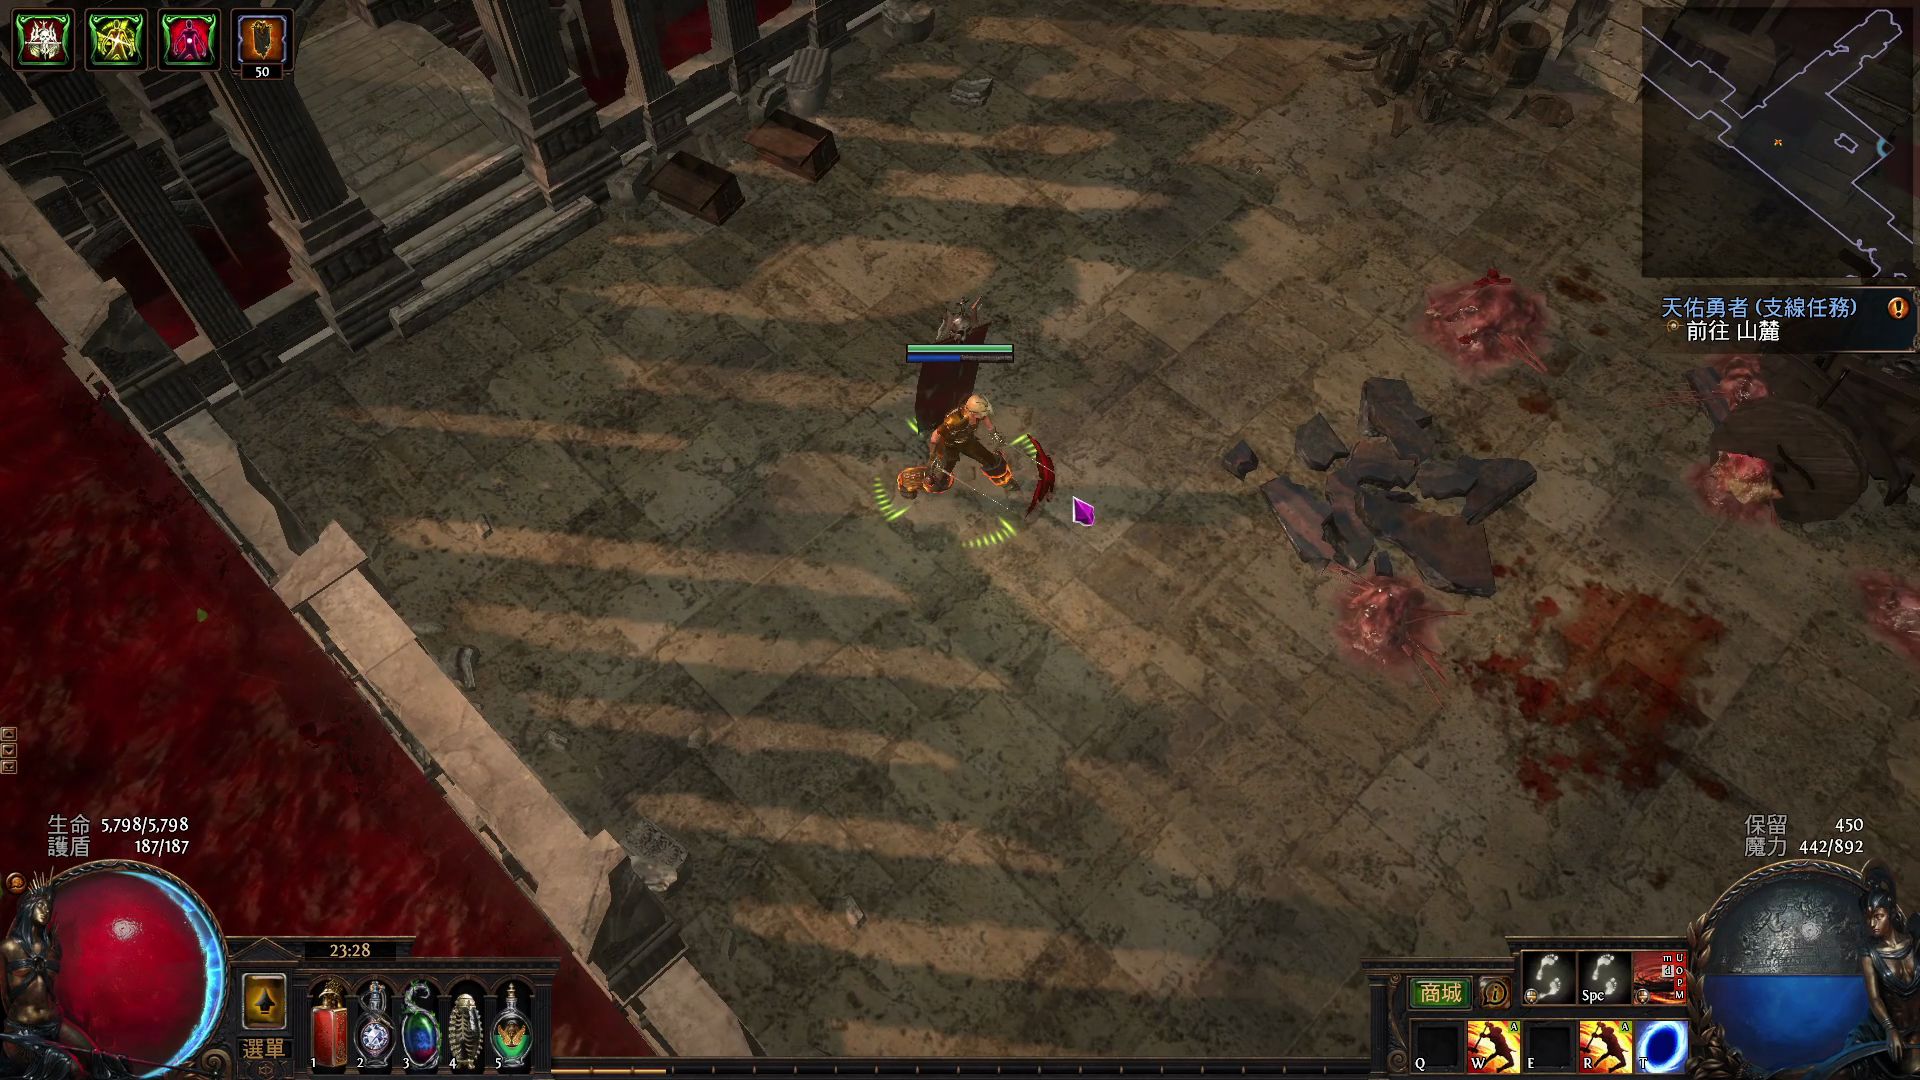 50
天佑勇者 (支線任務)
前往 山麓
生命 5,798/5,798
護盾 187/187
保留 450
魔力 442/892
23:28
選單
1 2 3 4 5
商城
Spc
m U
d O
P
M
Q W A E R A T